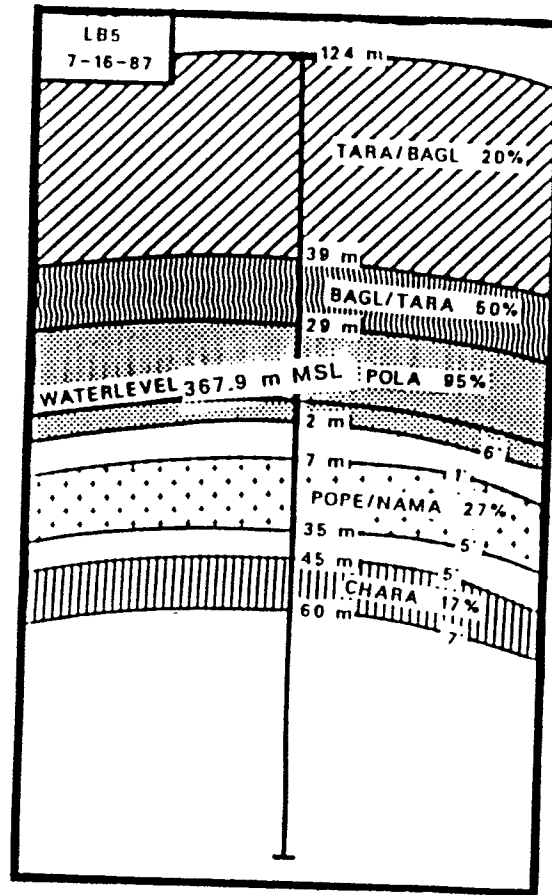 LB5
7-16-87
124 m
TARA/BAGL 20%
39 m
BAGL/TARA 50%
29 m
WATERLEVEL 367.9 m MSL
POLA 95%
2 m
6'
7 m
1'
POPE/NAMA 27%
35 m
5'
45 m
5'
CHARA 17%
60 m
7'